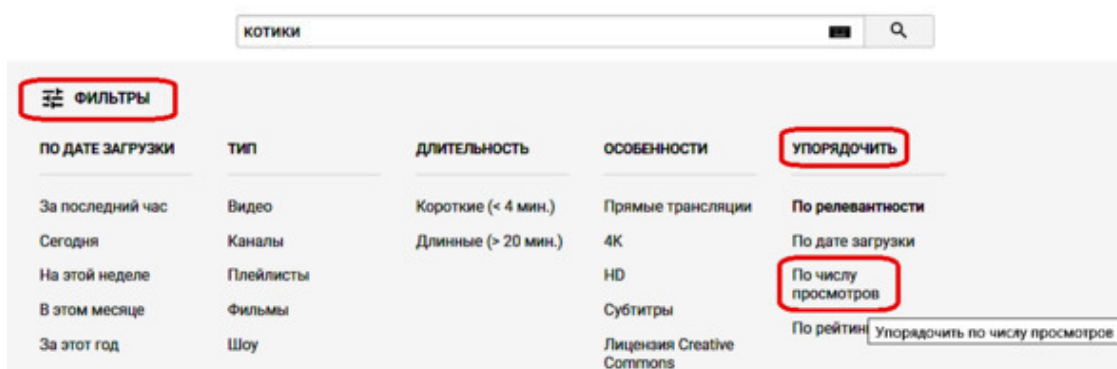 котики
ФИЛЬТРЫ
ПО ДАТЕ ЗАГРУЗКИ
За последний час
Сегодня
На этой неделе
В этом месяце
За этот год
ТИП
Видео
Каналы
Плейлисты
Фильмы
Шоу
ДЛИТЕЛЬНОСТЬ
Короткие (< 4 мин.)
Длинные (> 20 мин.)
ОСОБЕННОСТИ
Прямые трансляции
4K
HD
Субтитры
Лицензия Creative
Commons
УПОРЯДОЧИТЬ
По релевантности
По дате загрузки
По числу
просмотров
По рейтин
Упорядочить по числу просмотров